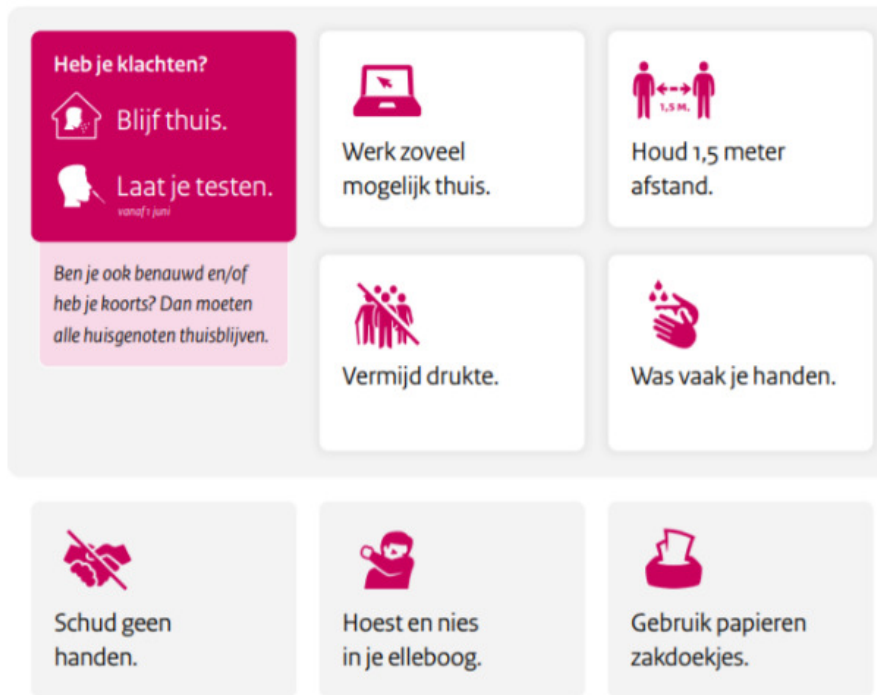 Heb je klachten?
Blijf thuis.
Laat je testen.
vanaf 1 juni
Ben je ook benauwd en/of
heb je koorts? Dan moeten
alle huisgenoten thuisblijven.
Werk zoveel
mogelijk thuis.
1,5 M.
Houd 1,5 meter
afstand.
Vermijd drukte.
Was vaak je handen.
Schud geen
handen.
Hoest en nies
in je elleboog.
Gebruik papieren
zakdoekjes.